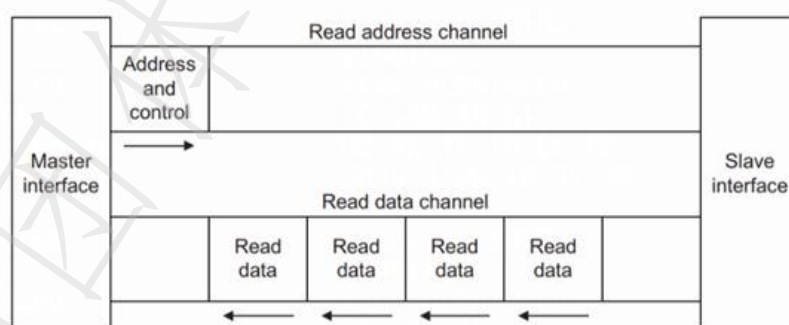 Read address channel
Address
and
control
Master
interface
Slave
interface
Read data channel
Read
data
Read
data
Read
data
Read
data